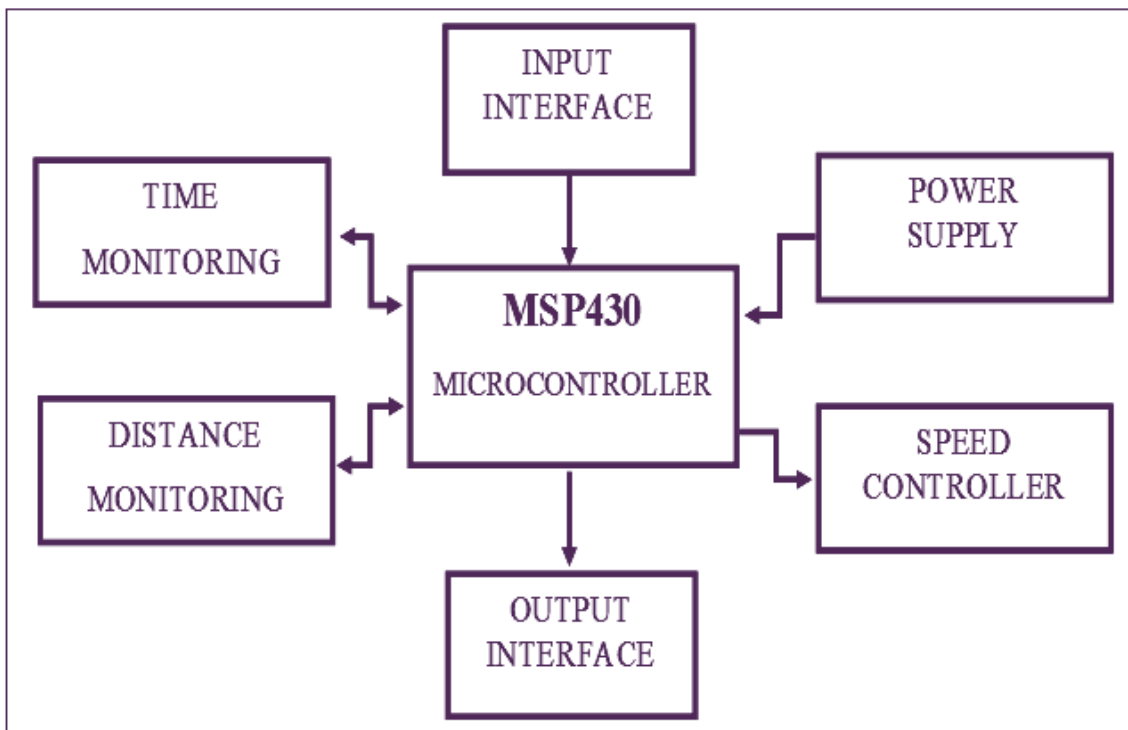 INPUT
INTERFACE
TIME
MONITORING
POWER
SUPPLY
MSP430
MICROCONTROLLER
DISTANCE
MONITORING
SPEED
CONTROLLER
OUTPUT
INTERFACE